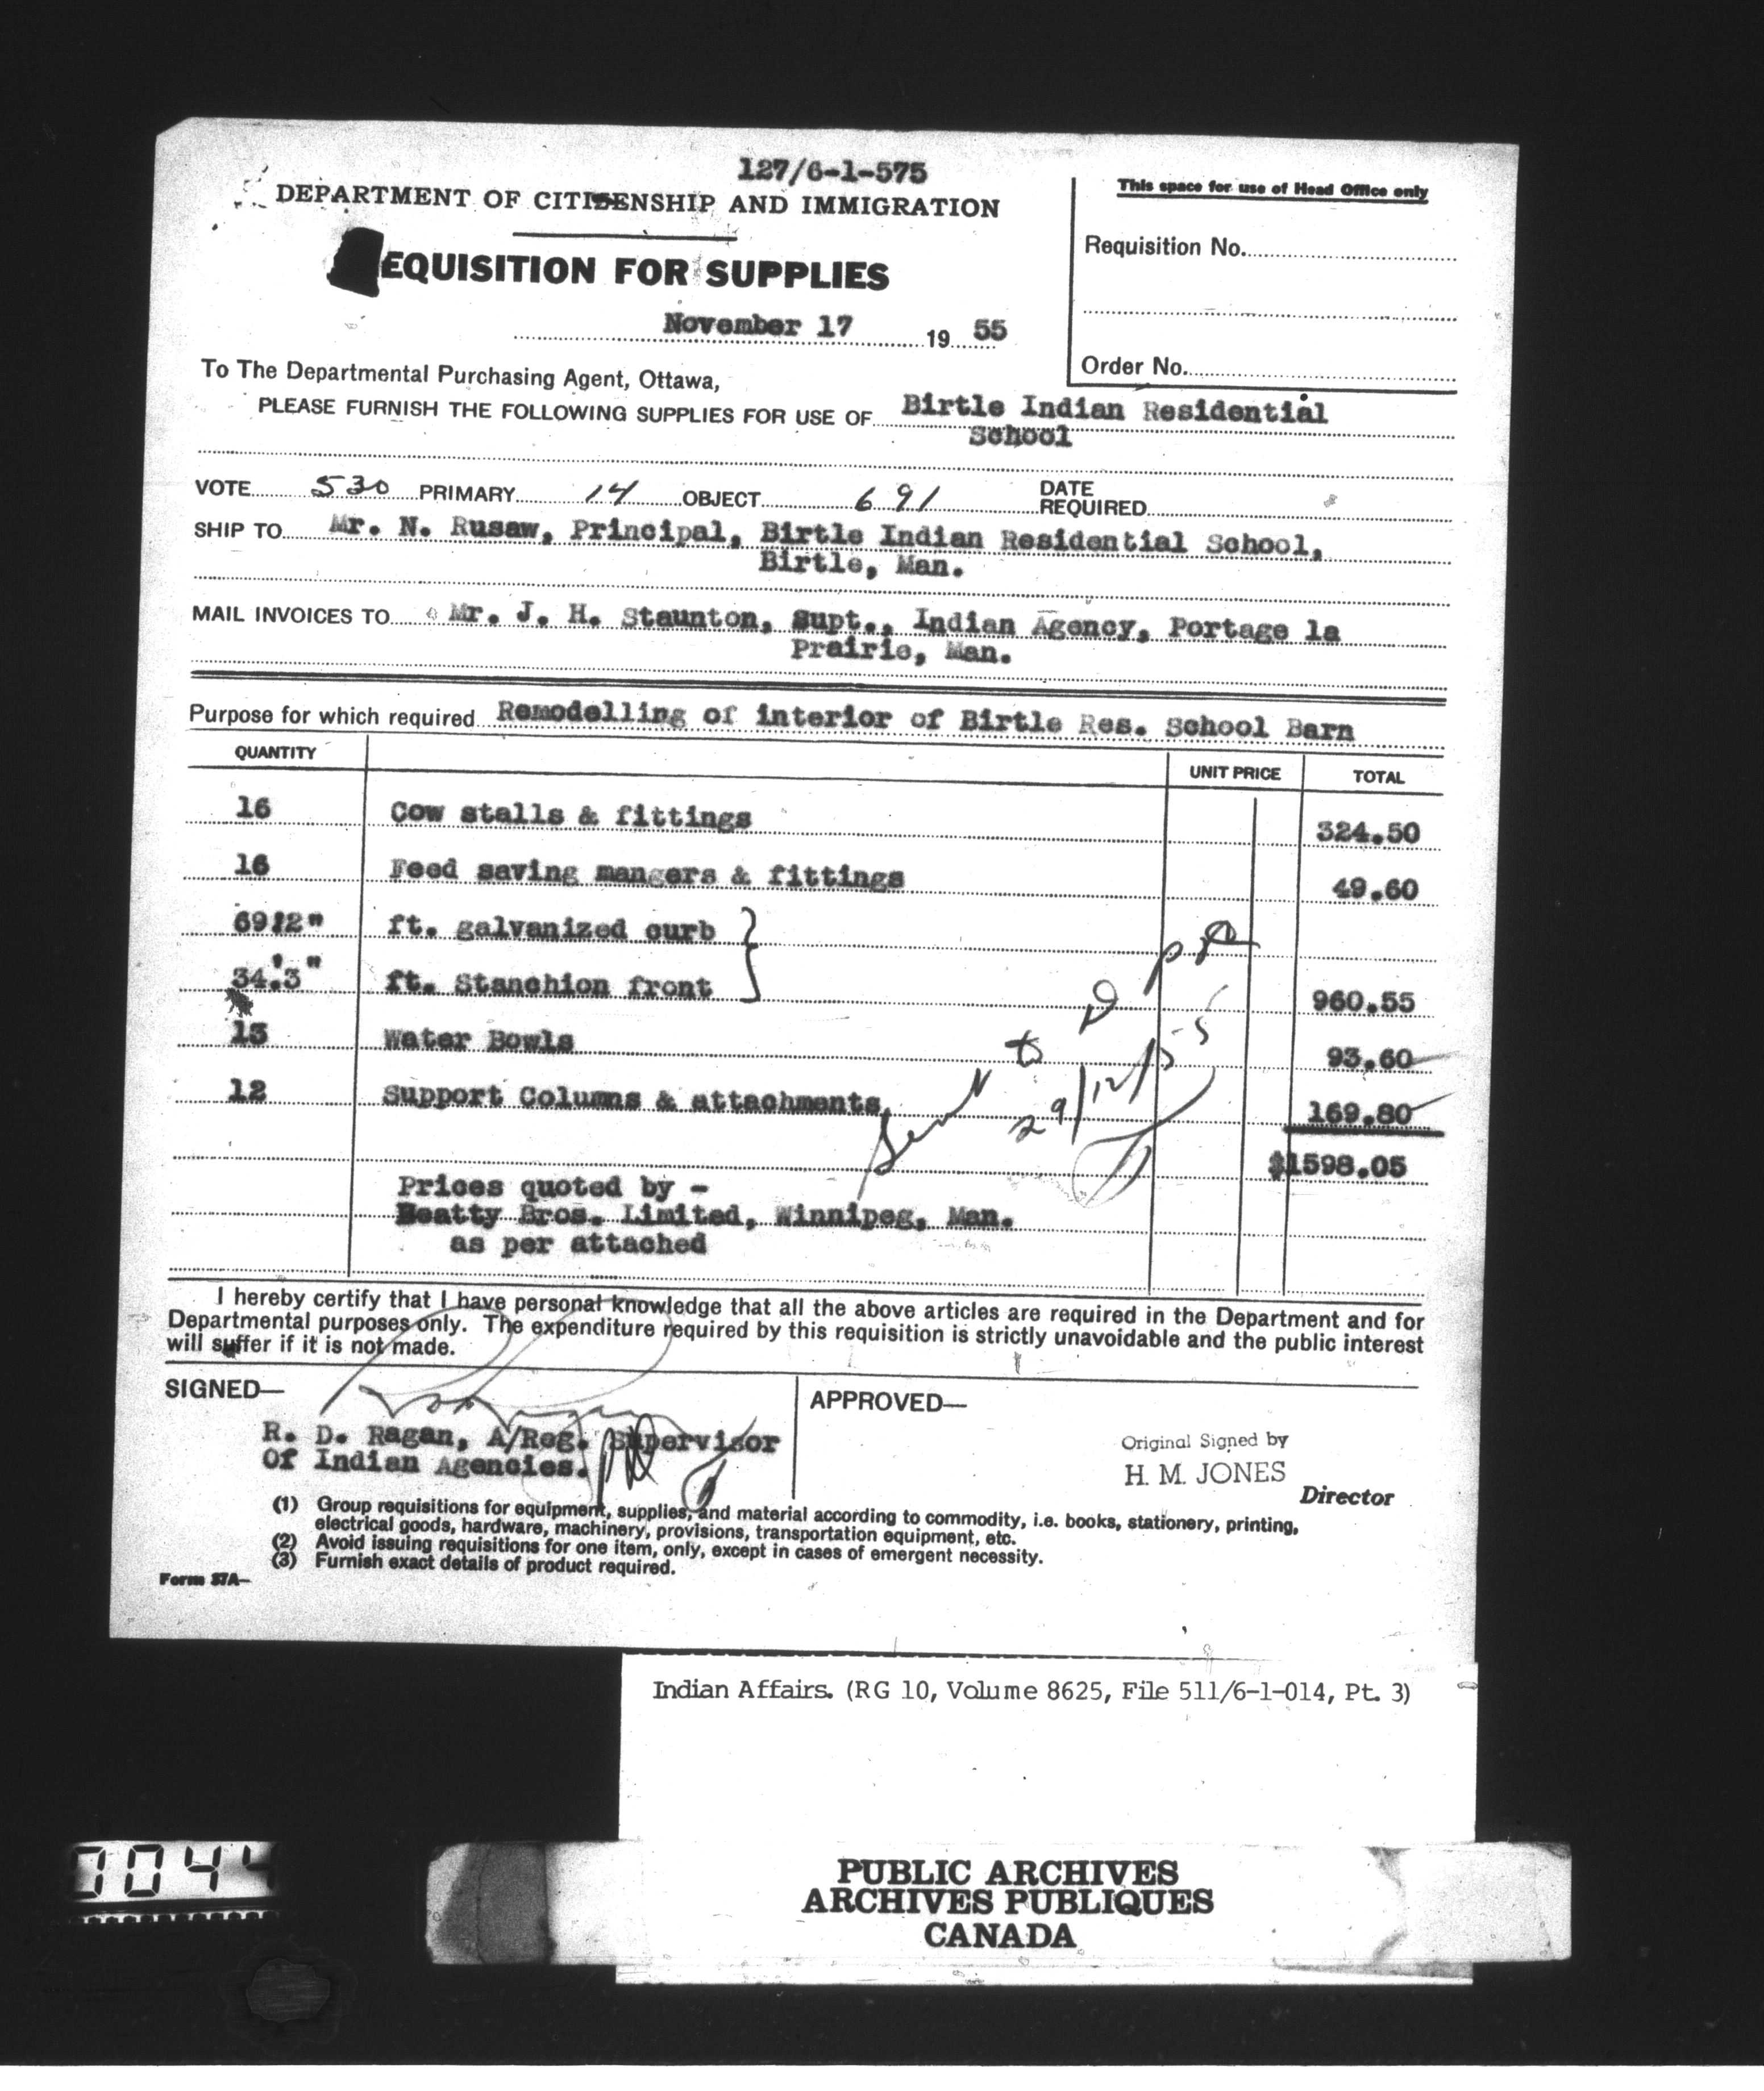 127/6-1-575
DEPARTMENT OF CITIZENSHIP AND IMMIGRATION
EQUISITION FOR SUPPLIES
November 17 19 55
This space for use of Head Office only
Requisition No.
Order No.
To The Departmental Purchasing Agent, Ottawa,
PLEASE FURNISH THE FOLLOWING SUPPLIES FOR USE OF Birtle Indian Residential
School
VOTE 530 PRIMARY 14 OBJECT 691 DATE REQUIRED
SHIP TO Mr. N. Rusaw, Principal, Birtle Indian Residential School,
Birtle, Man.
MAIL INVOICES TO Mr. J. H. Staunton, Supt., Indian Agency, Portage la
Prairie, Man.
Purpose for which required Remodelling of interior of Birtle Res. School Barn
QUANTITY UNIT PRICE TOTAL
16 Cow stalls & fittings 324.50
16 Feed saving mangers & fittings 49.60
69'2" ft. galvanized curb
34'3" ft. Stanchion front 960.55
13 Water Bowls 93.60
12 Support Columns & attachments 169.80
$1598.05
Sent to D
29/12/55
Prices quoted by -
Beatty Bros. Limited, Winnipeg, Man.
as per attached
I hereby certify that I have personal knowledge that all the above articles are required in the Department and for
Departmental purposes only. The expenditure required by this requisition is strictly unavoidable and the public interest
will suffer if it is not made.
SIGNED—
R. D. Ragan, A/Reg. Supervisor
Of Indian Agencies.
APPROVED—
Original Signed by
H. M. JONES
Director
(1) Group requisitions for equipment, supplies, and material according to commodity, i.e. books, stationery, printing,
electrical goods, hardware, machinery, provisions, transportation equipment, etc.
(2) Avoid issuing requisitions for one item, only, except in cases of emergent necessity.
(3) Furnish exact details of product required.
Form 37A—
Indian Affairs. (RG 10, Volume 8625, File 511/6-1-014, Pt. 3)
PUBLIC ARCHIVES
ARCHIVES PUBLIQUES
CANADA